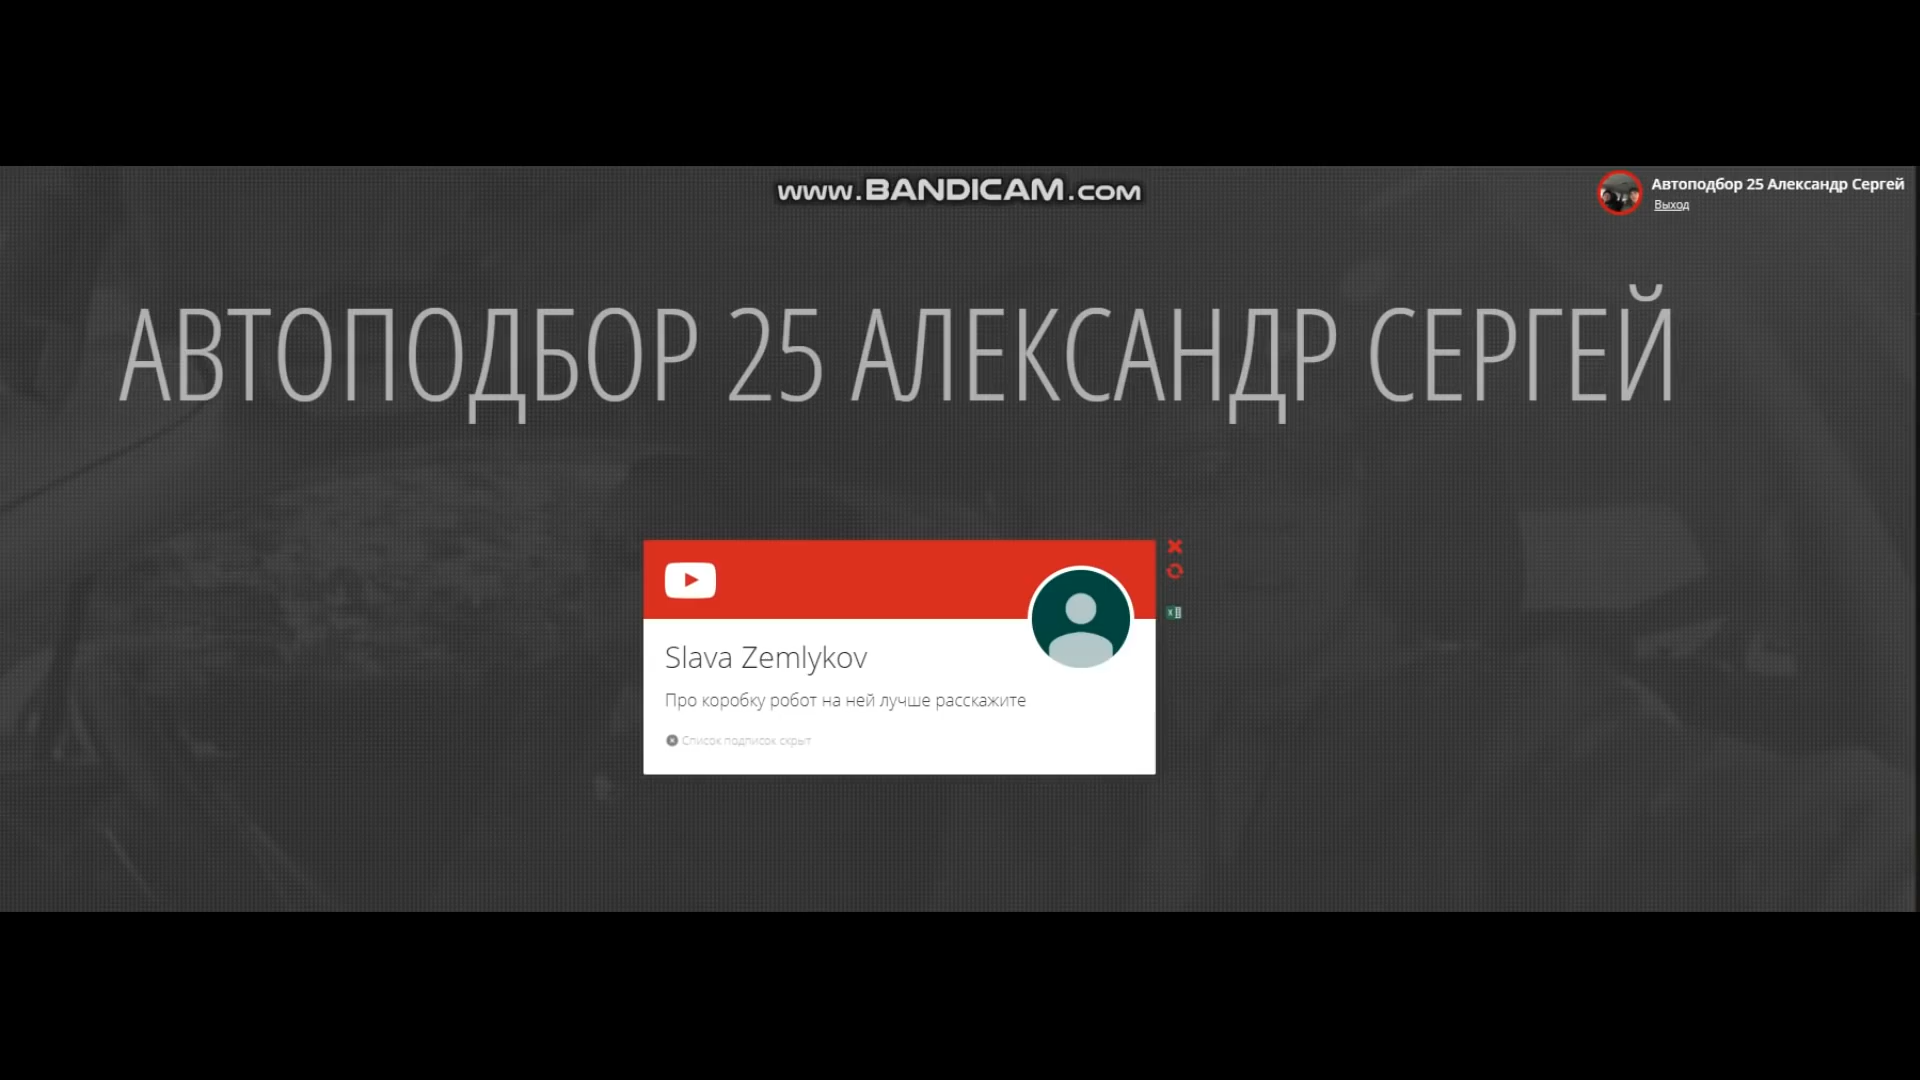 www.BANDICAM.COM
Автоподбор 25 Александр Сергей
Выход
АВТОПОДБОР 25 АЛЕКСАНДР СЕРГЕЙ
Slava Zemlykov
Про коробку робот на ней лучше расскажите
Список подписок скрыт